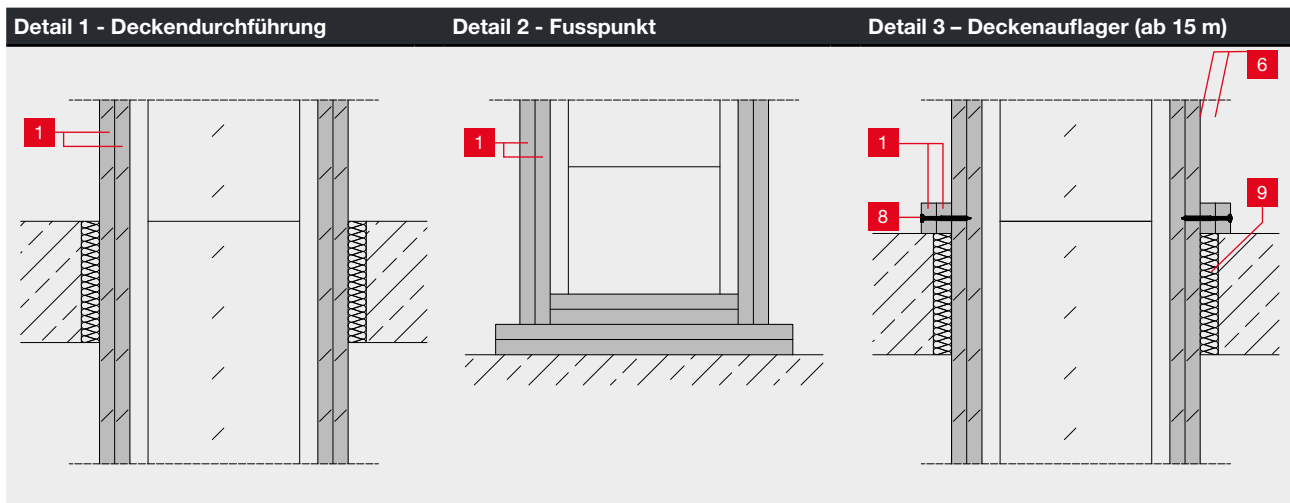 Detail 1 - Deckendurchführung
Detail 2 - Fusspunkt
Detail 3 – Deckenauflager (ab 15 m)
6
1
1
1
9
8